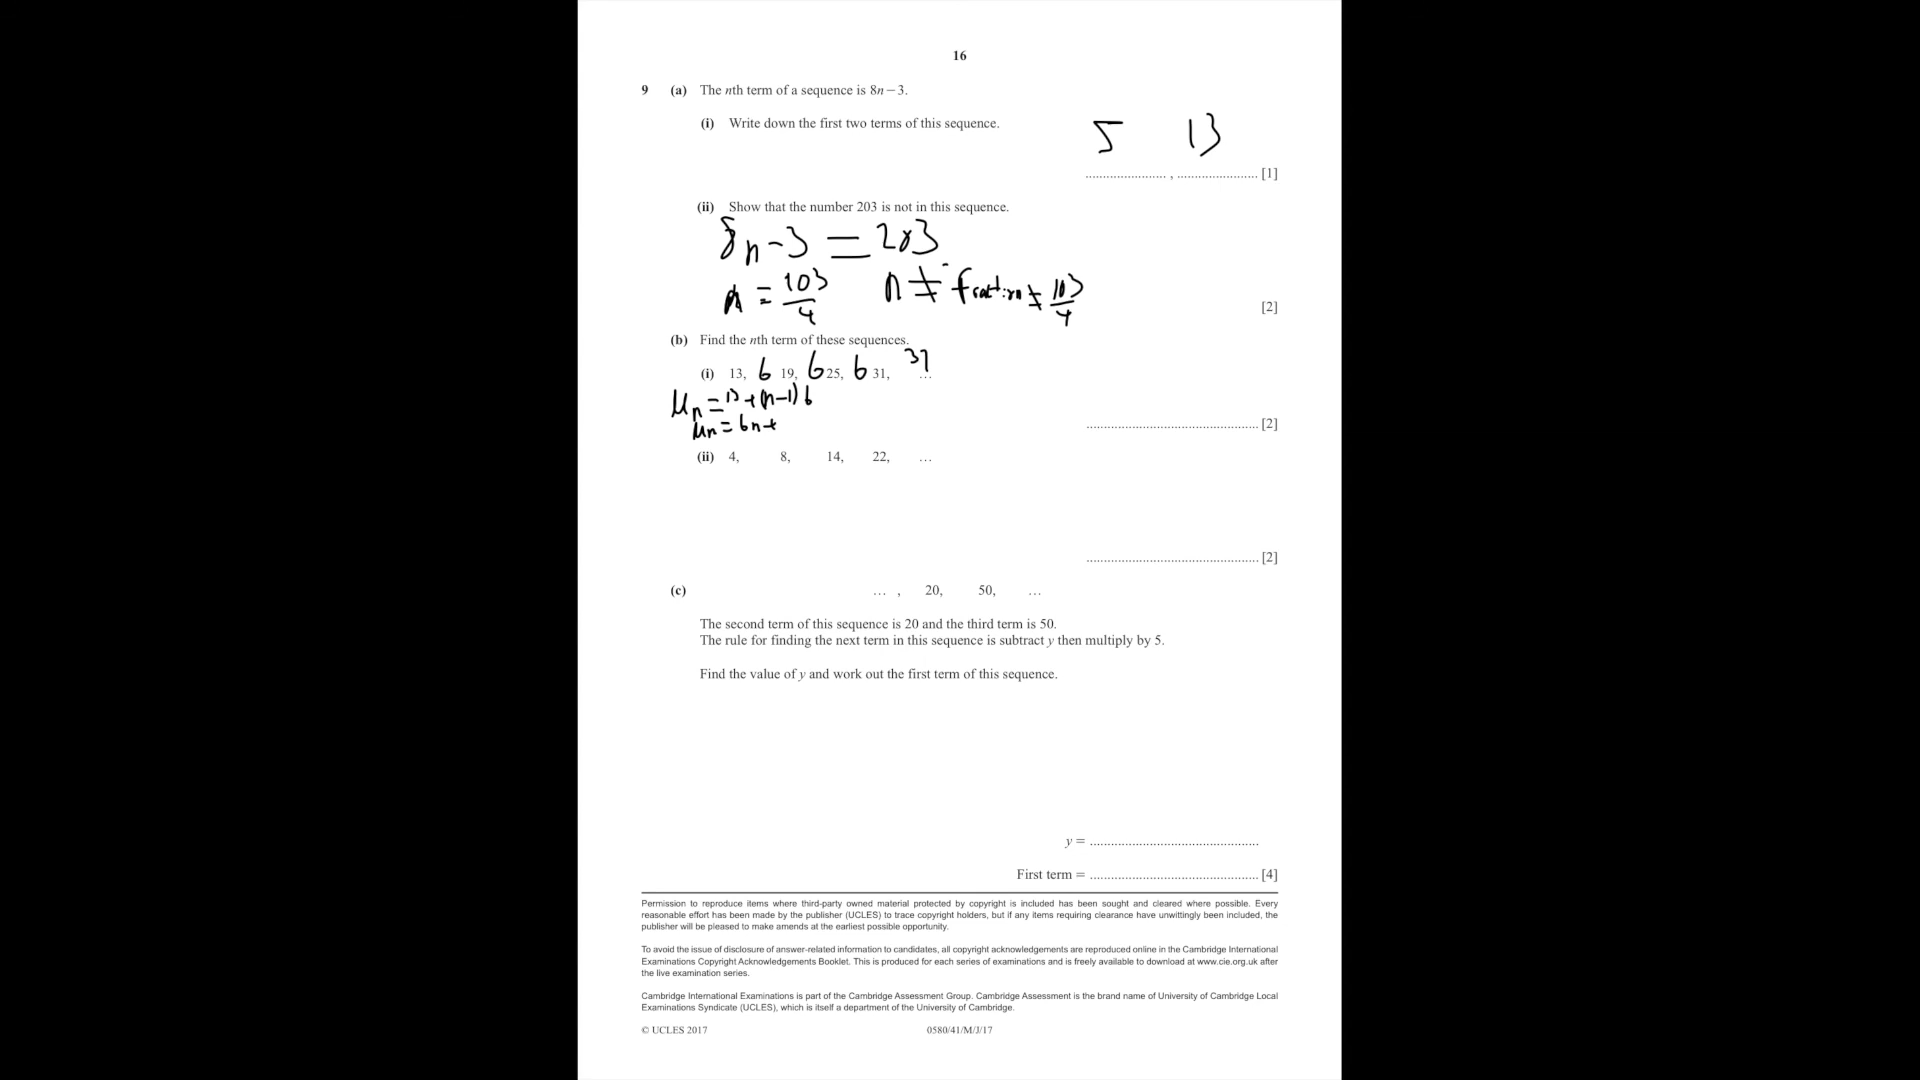 16
9 (a) The nth term of a sequence is 8n − 3.
(i) Write down the first two terms of this sequence.
5 13
........................ , ........................ [1]
(ii) Show that the number 203 is not in this sequence.
8n − 3 = 203
n = 103/4 n ≠ fraction ≠ 103/4
[2]
(b) Find the nth term of these sequences.
(i) 13, 6 19, 6 25, 6 31, 37 ...
Un = 13 + (n−1)6
Un = 6n +
................................................. [2]
(ii) 4, 8, 14, 22, ...
................................................. [2]
(c) ... , 20, 50, ...
The second term of this sequence is 20 and the third term is 50.
The rule for finding the next term in this sequence is subtract y then multiply by 5.
Find the value of y and work out the first term of this sequence.
y = .................................................
First term = ................................................. [4]
Permission to reproduce items where third-party owned material protected by copyright is included has been sought and cleared where possible. Every
reasonable effort has been made by the publisher (UCLES) to trace copyright holders, but if any items requiring clearance have unwittingly been included, the
publisher will be pleased to make amends at the earliest possible opportunity.
To avoid the issue of disclosure of answer-related information to candidates, all copyright acknowledgements are reproduced online in the Cambridge International
Examinations Copyright Acknowledgements Booklet. This is produced for each series of examinations and is freely available to download at www.cie.org.uk after
the live examination series.
Cambridge International Examinations is part of the Cambridge Assessment Group. Cambridge Assessment is the brand name of University of Cambridge Local
Examinations Syndicate (UCLES), which is itself a department of the University of Cambridge.
© UCLES 2017 0580/41/M/J/17